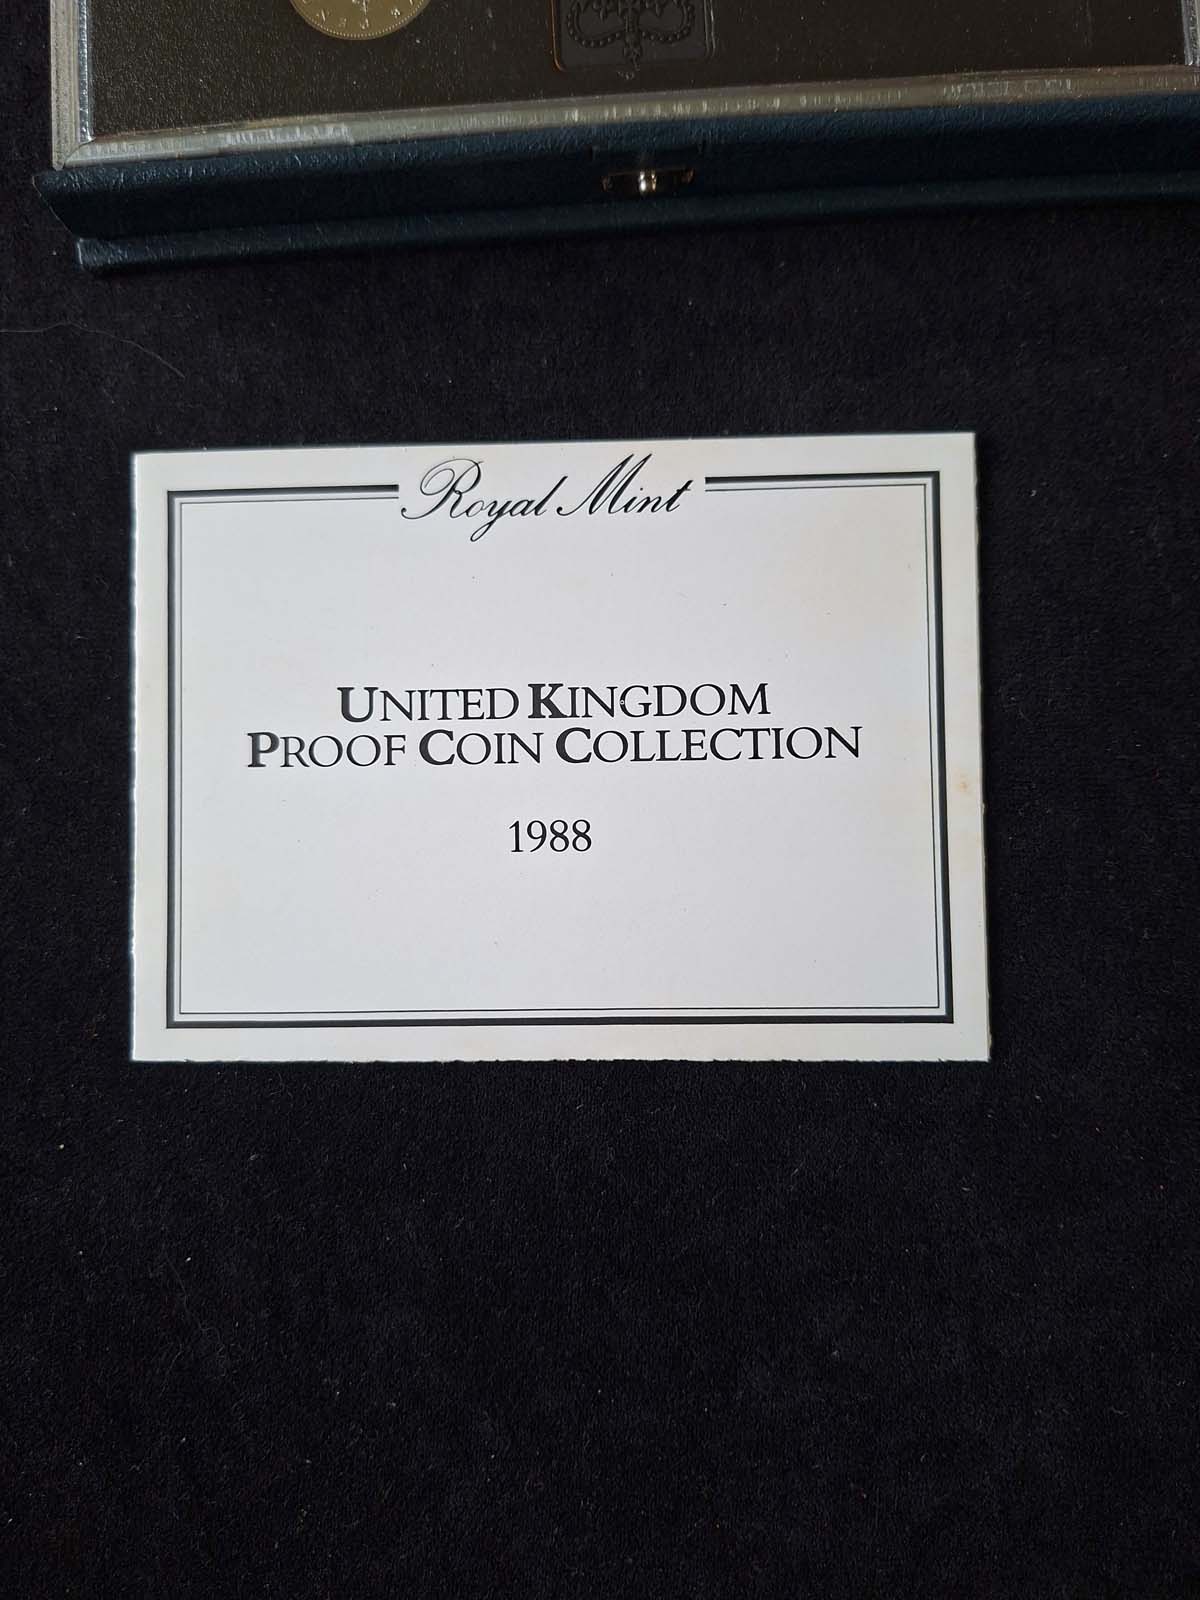 Royal Mint
UNITED KINGDOM
PROOF COIN COLLECTION
1988